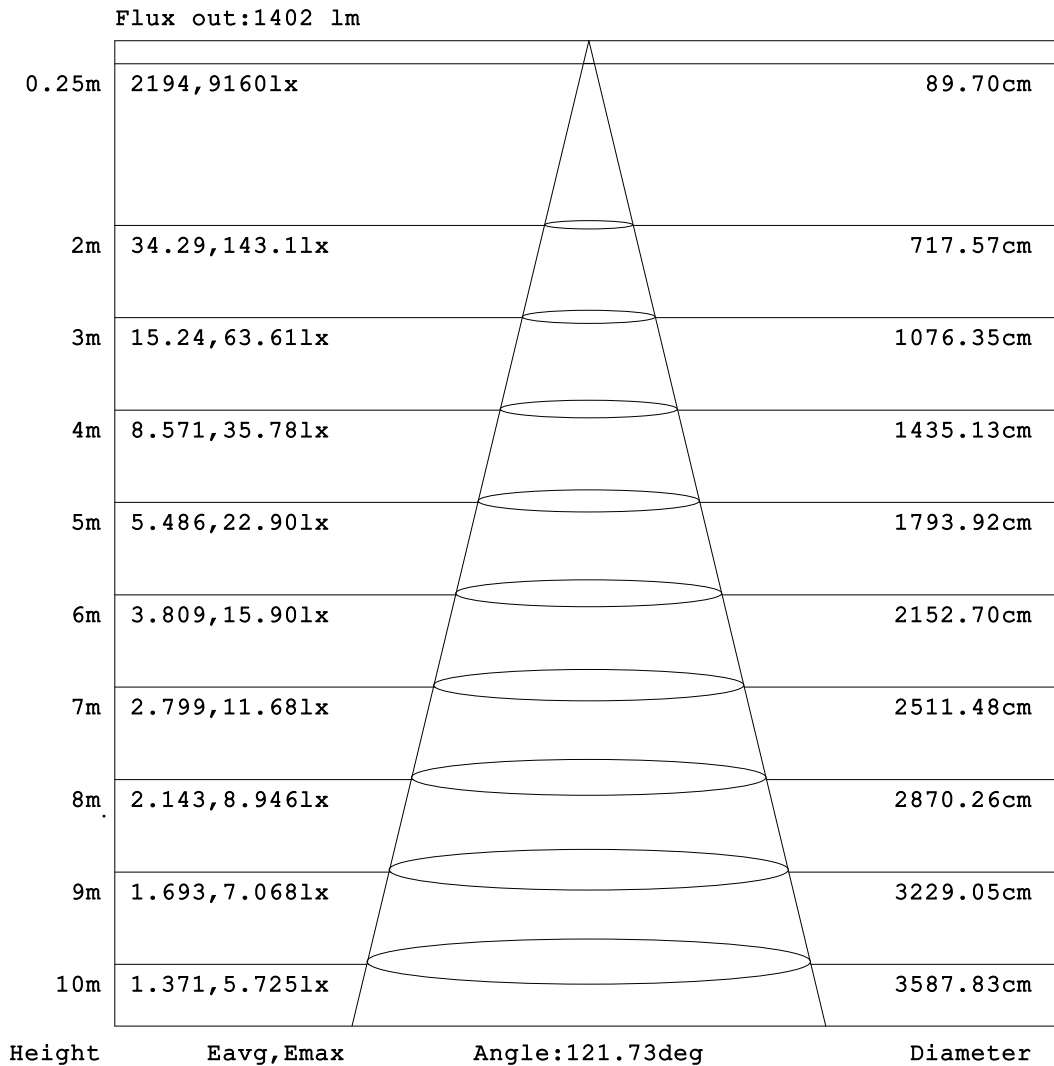 Flux out:1402 lm
0.25m 2194,9160lx 89.70cm
2m 34.29,143.1lx 717.57cm
3m 15.24,63.61lx 1076.35cm
4m 8.571,35.78lx 1435.13cm
5m 5.486,22.90lx 1793.92cm
6m 3.809,15.90lx 2152.70cm
7m 2.799,11.68lx 2511.48cm
8m 2.143,8.946lx 2870.26cm
9m 1.693,7.068lx 3229.05cm
10m 1.371,5.725lx 3587.83cm
Height Eavg,Emax Angle:121.73deg Diameter